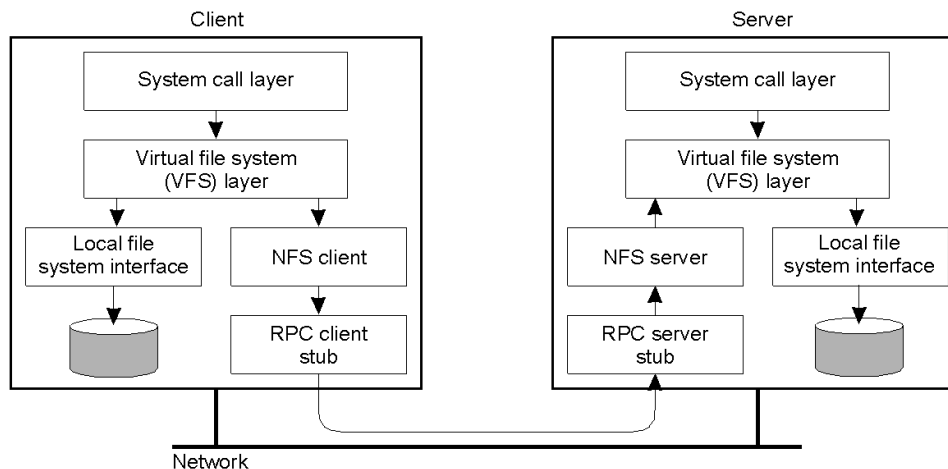 Client
System call layer
Virtual file system
(VFS) layer
Local file
system interface
NFS client
RPC client
stub
Server
System call layer
Virtual file system
(VFS) layer
NFS server
Local file
system interface
RPC server
stub
Network